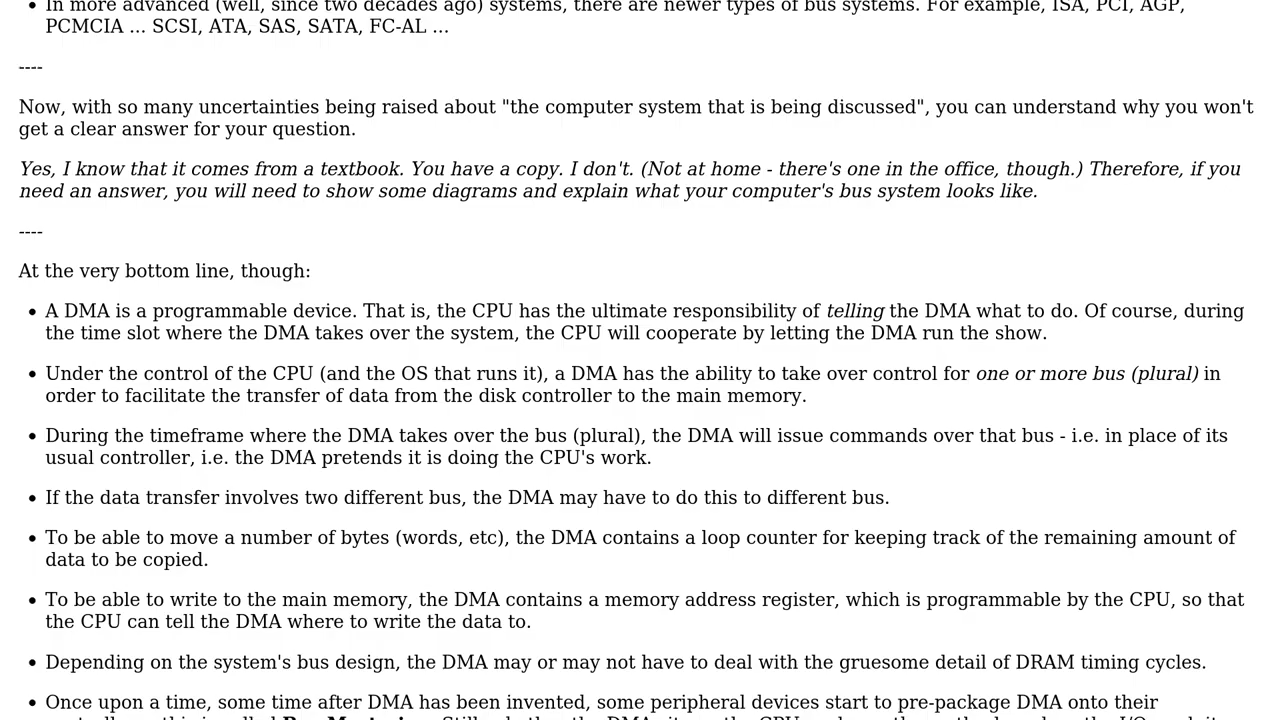 In more advanced (well, since two decades ago) systems, there are newer types of bus systems. For example, ISA, PCI, AGP,
PCMCIA ... SCSI, ATA, SAS, SATA, FC-AL ...
----
Now, with so many uncertainties being raised about "the computer system that is being discussed", you can understand why you won't
get a clear answer for your question.
Yes, I know that it comes from a textbook. You have a copy. I don't. (Not at home - there's one in the office, though.) Therefore, if you
need an answer, you will need to show some diagrams and explain what your computer's bus system looks like.
----
At the very bottom line, though:
• A DMA is a programmable device. That is, the CPU has the ultimate responsibility of telling the DMA what to do. Of course, during
the time slot where the DMA takes over the system, the CPU will cooperate by letting the DMA run the show.
• Under the control of the CPU (and the OS that runs it), a DMA has the ability to take over control for one or more bus (plural) in
order to facilitate the transfer of data from the disk controller to the main memory.
• During the timeframe where the DMA takes over the bus (plural), the DMA will issue commands over that bus - i.e. in place of its
usual controller, i.e. the DMA pretends it is doing the CPU's work.
• If the data transfer involves two different bus, the DMA may have to do this to different bus.
• To be able to move a number of bytes (words, etc), the DMA contains a loop counter for keeping track of the remaining amount of
data to be copied.
• To be able to write to the main memory, the DMA contains a memory address register, which is programmable by the CPU, so that
the CPU can tell the DMA where to write the data to.
• Depending on the system's bus design, the DMA may or may not have to deal with the gruesome detail of DRAM timing cycles.
• Once upon a time, some time after DMA has been invented, some peripheral devices start to pre-package DMA onto their